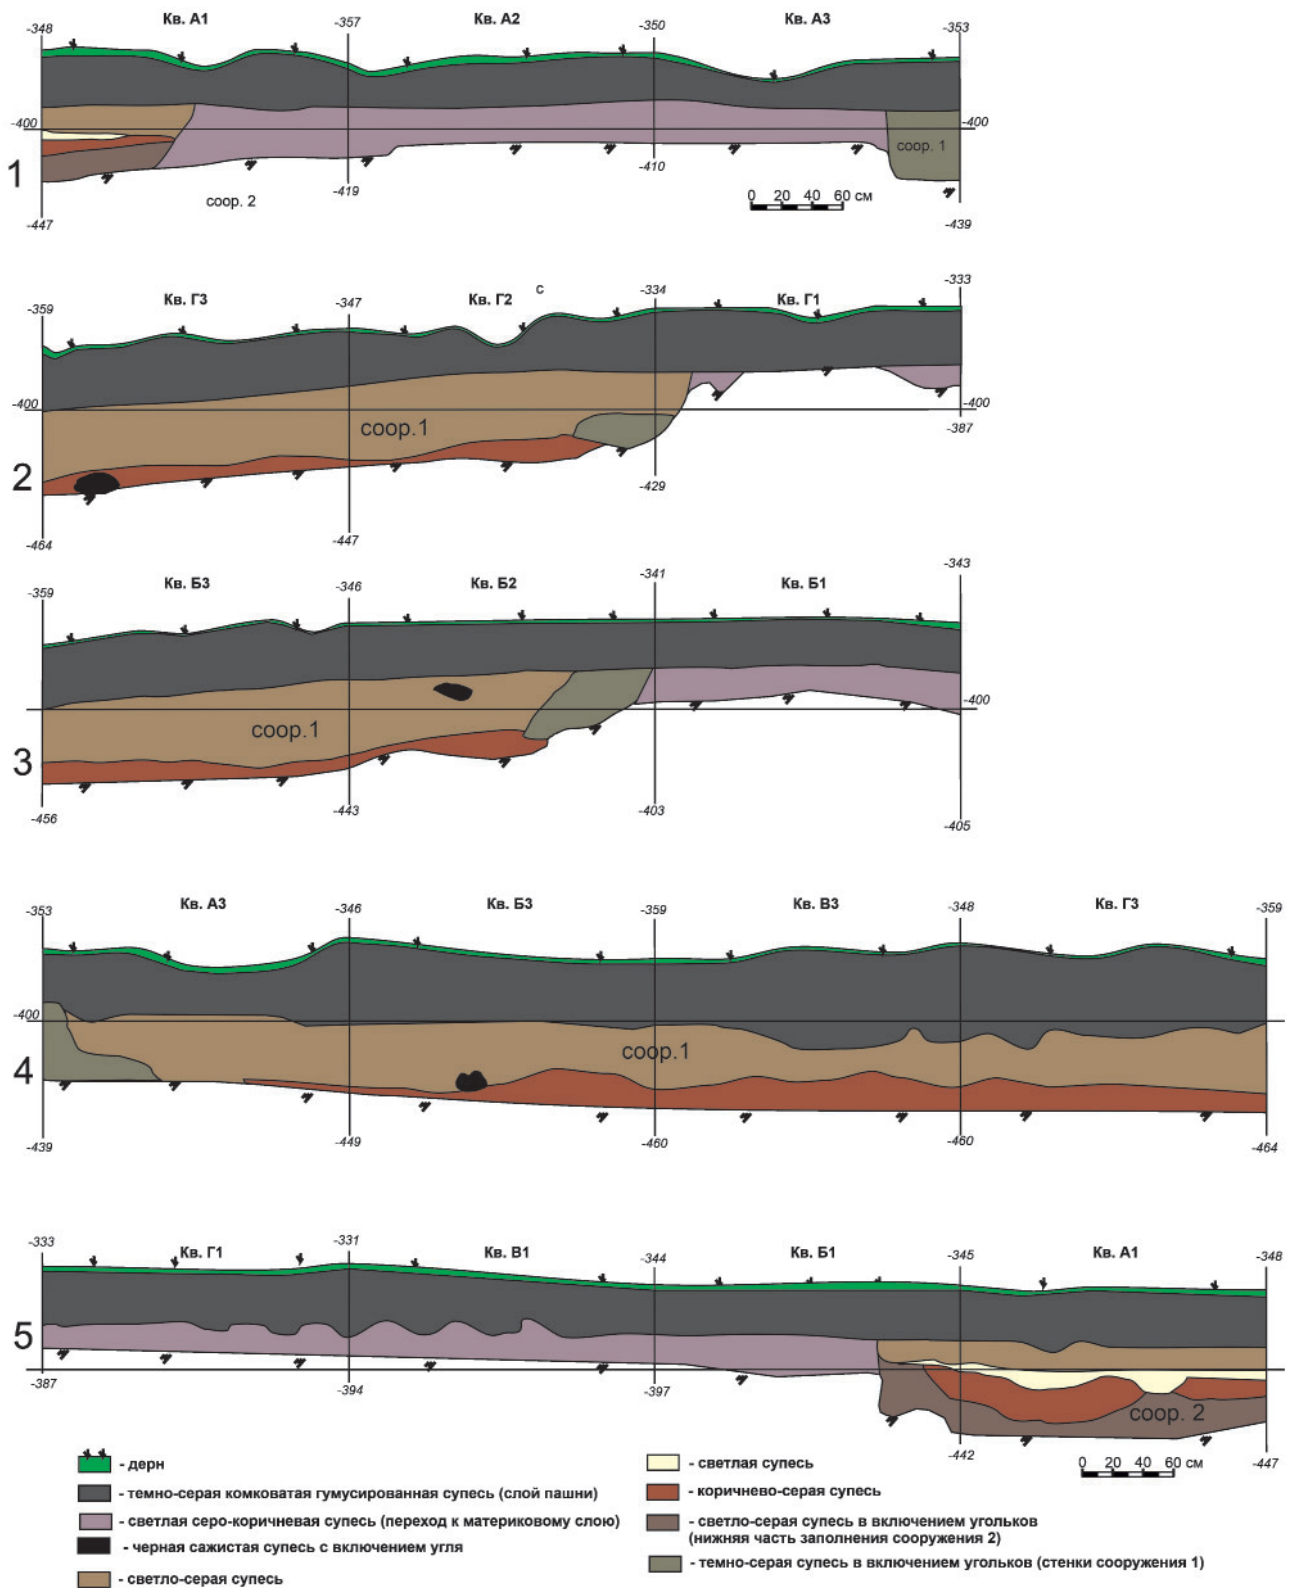 Кв. А1 Кв. А2 Кв. А3
-348 -357 -350 -353
-400 -400
1
соор. 1
соор. 2
-447 -419 -410 -439
0 20 40 60 см
Кв. Г3 Кв. Г2 с Кв. Г1
-359 -347 -334 -333
-400 -400
соор.1
2
-464 -447 -429 -387
Кв. Б3 Кв. Б2 Кв. Б1
-359 -346 -341 -343
-400
соор.1
3
-456 -443 -403 -405
Кв. А3 Кв. Б3 Кв. В3 Кв. Г3
-353 -346 -359 -348 -359
-400
соор.1
4
-439 -449 -460 -460 -464
Кв. Г1 Кв. В1 Кв. Б1 Кв. А1
-333 -331 -344 -345 -348
5
соор. 2
-387 -394 -397 -442 -447
0 20 40 60 см
- дерн
- темно-серая комковатая гумусированная супесь (слой пашни)
- светлая серо-коричневая супесь (переход к материковому слою)
- черная сажистая супесь с включением угля
- светло-серая супесь
- светлая супесь
- коричнево-серая супесь
- светло-серая супесь в включением угольков
(нижняя часть заполнения сооружения 2)
- темно-серая супесь в включением угольков (стенки сооружения 1)